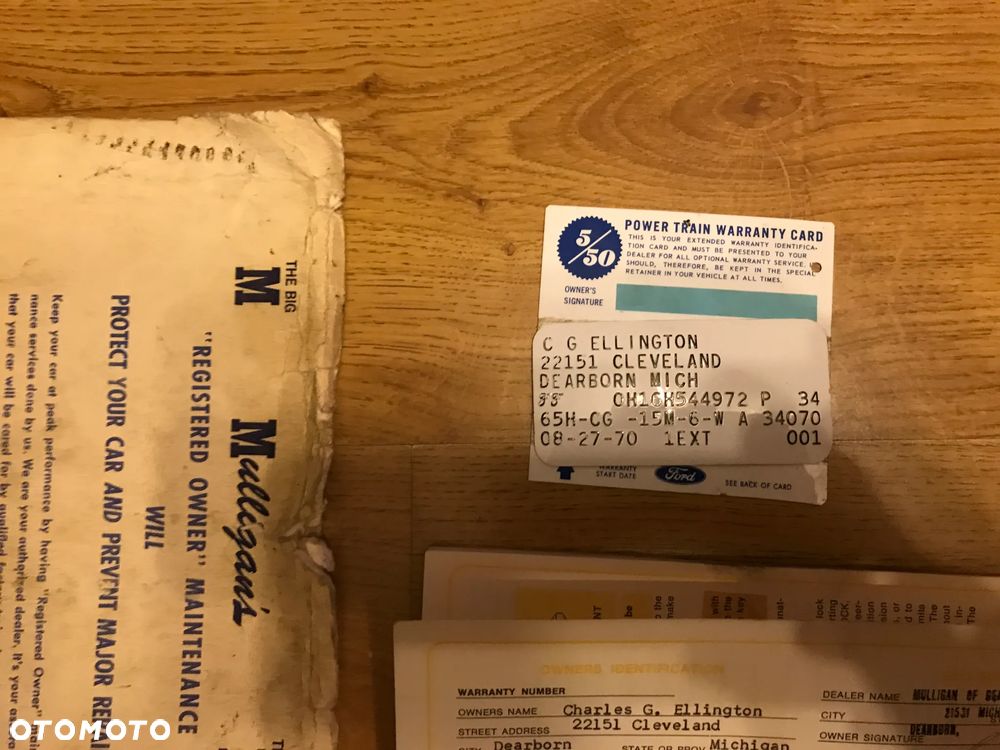 THE BIG
M Mulligan's
"REGISTERED OWNER" MAINTENANCE
WILL
PROTECT YOUR CAR AND PREVENT MAJOR
Keep your car at peak performance by having "Registered Owner"
nance services done by us. We are your authorized dealer. It's your
that your car will be cared for by qualified
5/50
POWER TRAIN WARRANTY CARD
THIS IS YOUR EXTENDED WARRANTY IDENTIFICA-
TION CARD AND MUST BE PRESENTED TO YOUR
DEALER FOR ALL OPTIONAL WARRANTY SERVICE. I
SHOULD, THEREFORE, BE KEPT IN THE SPECIAL
RETAINER IN YOUR VEHICLE AT ALL TIMES.
OWNER'S
SIGNATURE
C G ELLINGTON
22151 CLEVELAND
DEARBORN MICH
0H16H544972 P 34
65H-CG -15M-6-W A 34070
08-27-70 1EXT 001
WARRANTY
START DATE
Ford
SEE BACK OF CARD
OWNERS IDENTIFICATION
WARRANTY NUMBER
OWNERS NAME Charles G. Ellington
STREET ADDRESS 22151 Cleveland
CITY Dearborn STATE OR PROV Michigan
DEALER NAME MULLIGAN OF
CITY 21531 MICH
DEARBORN,
OWNER SIGNATURE
OTOMOTO